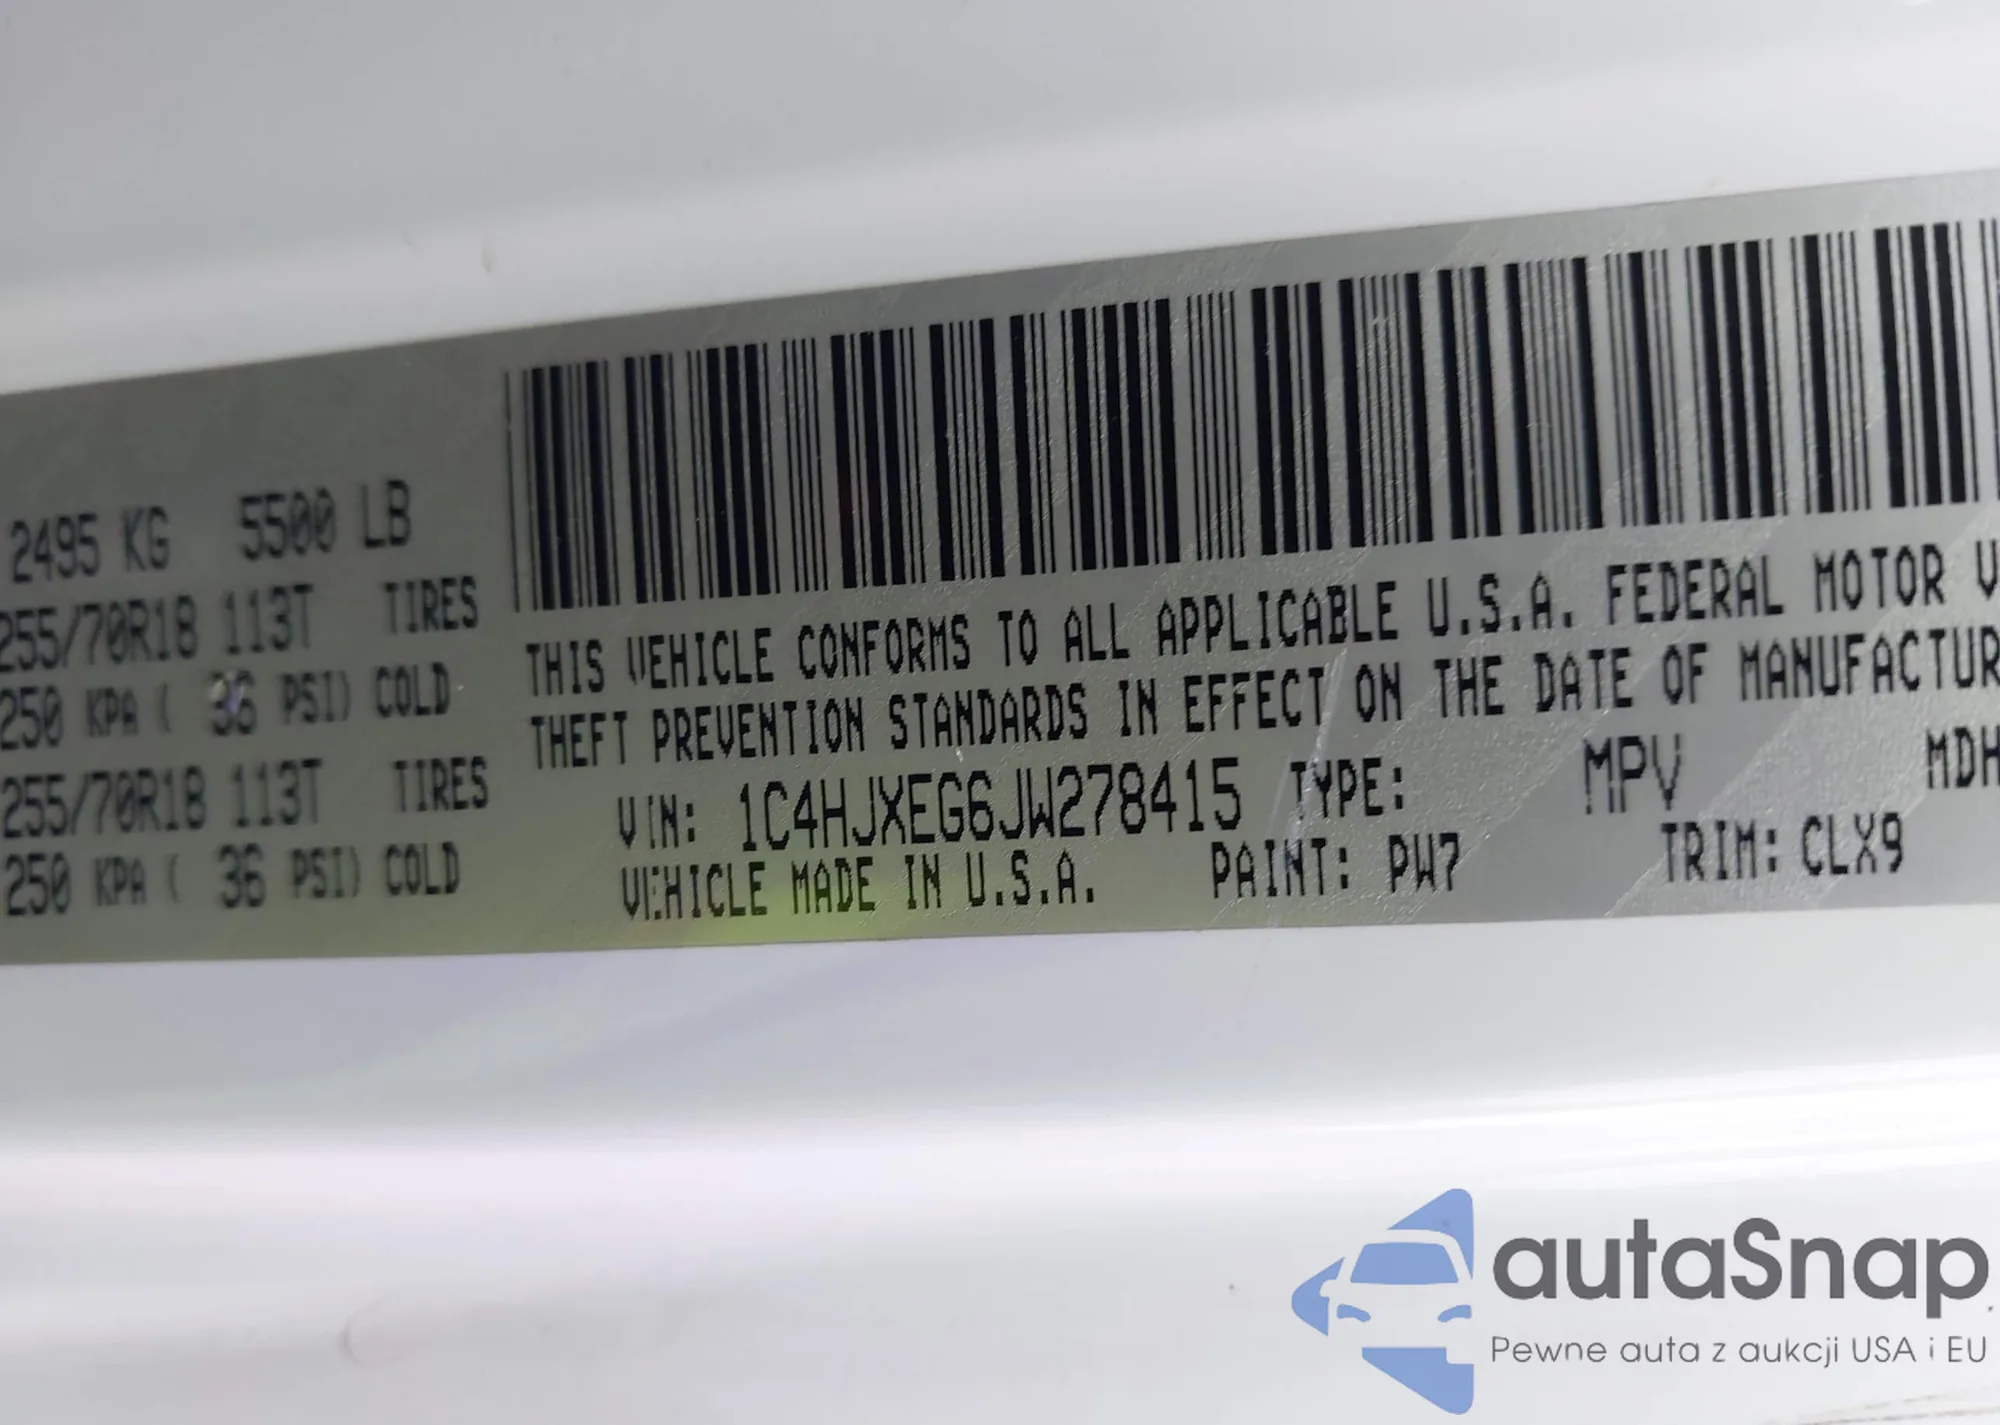 2495 KG 5500 LB
255/70R18 113T TIRES
250 KPA ( 36 PSI) COLD
255/70R18 113T TIRES
250 KPA ( 36 PSI) COLD
THIS VEHICLE CONFORMS TO ALL APPLICABLE U.S.A. FEDERAL MOTOR V
THEFT PREVENTION STANDARDS IN EFFECT ON THE DATE OF MANUFACTUR
VIN: 1C4HJXEG6JW278415 TYPE: MPV MDH
VEHICLE MADE IN U.S.A. PAINT: PW7 TRIM: CLX9
autaSnap
Pewne auta z aukcji USA i EU